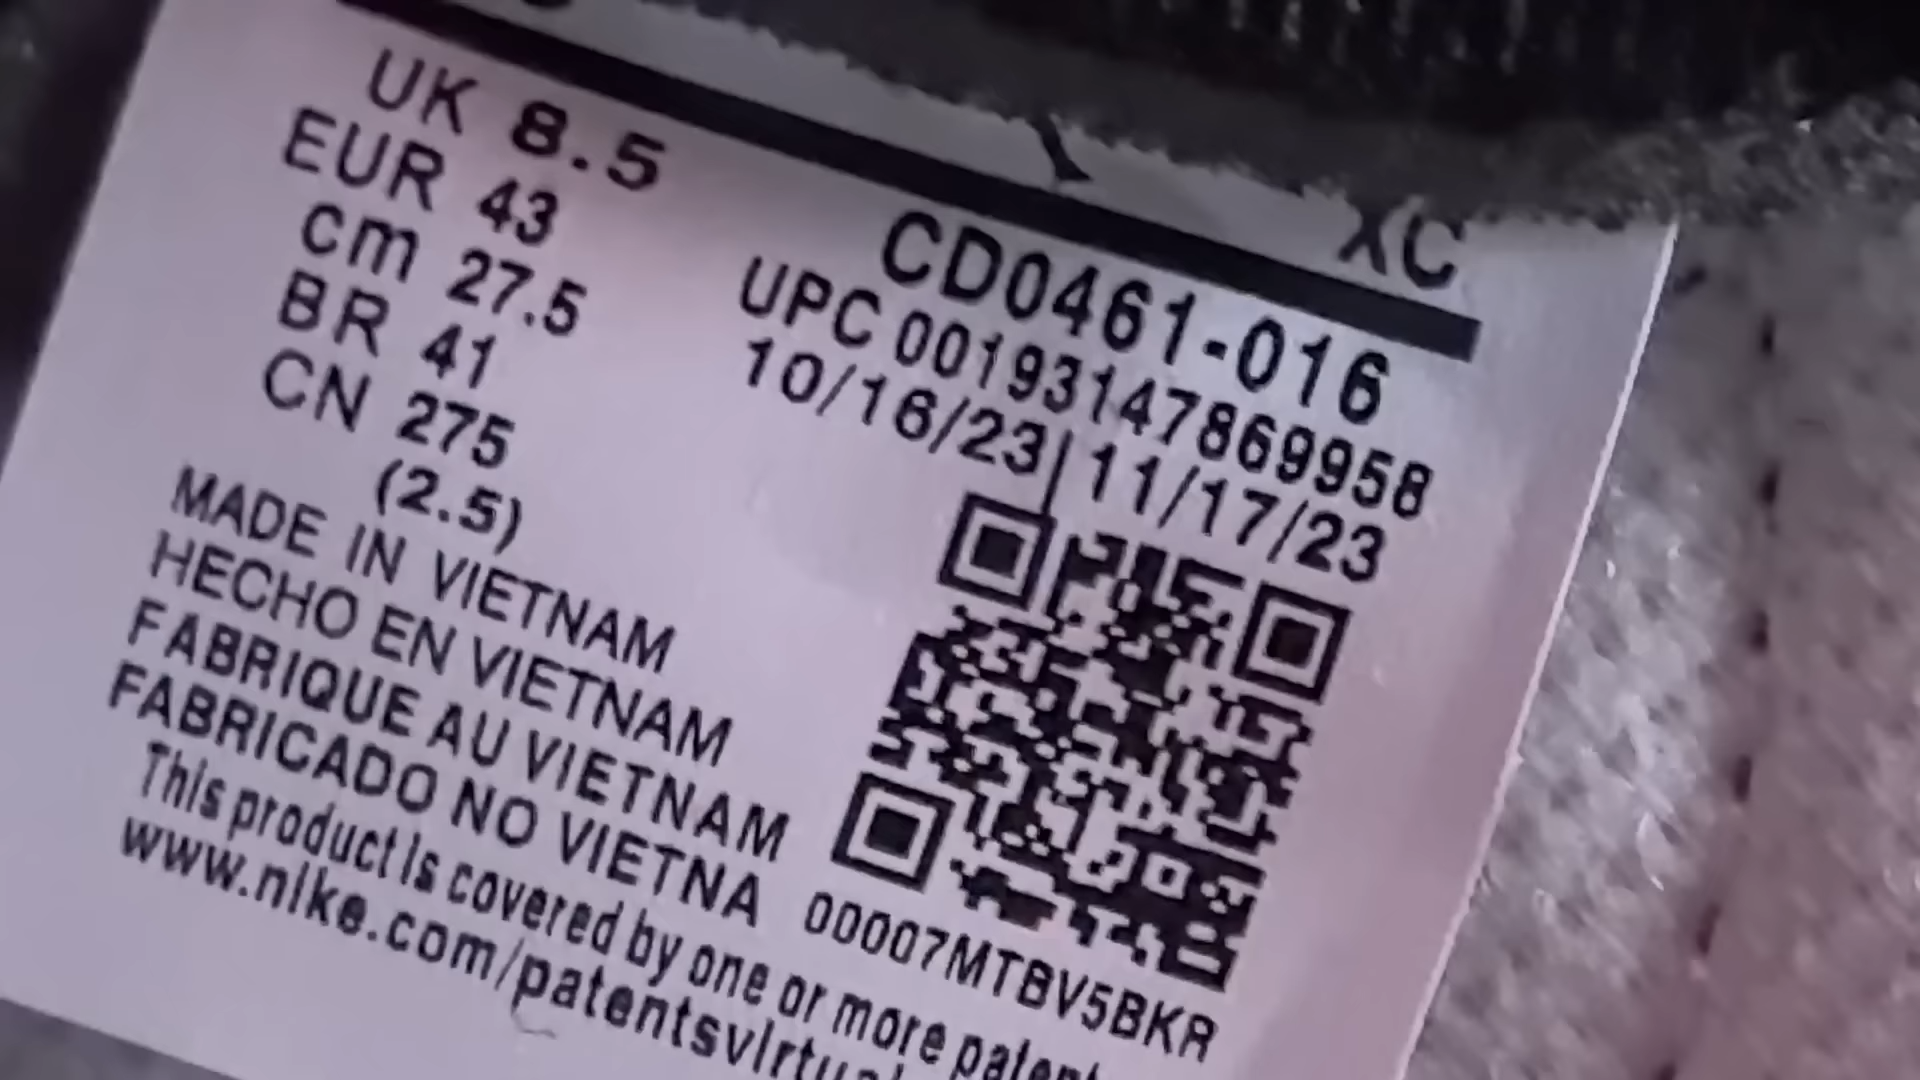 UK 8.5
EUR 43
cm 27.5
BR 41
CN 275
(2.5)
XC
CD0461-016
UPC 00193147869958
10/16/23 11/17/23
MADE IN VIETNAM
HECHO EN VIETNAM
FABRIQUE AU VIETNAM
FABRICADO NO VIETNA
00007MTBV5BKR
This product is covered by one or more patent
www.nike.com/patentsvirtual